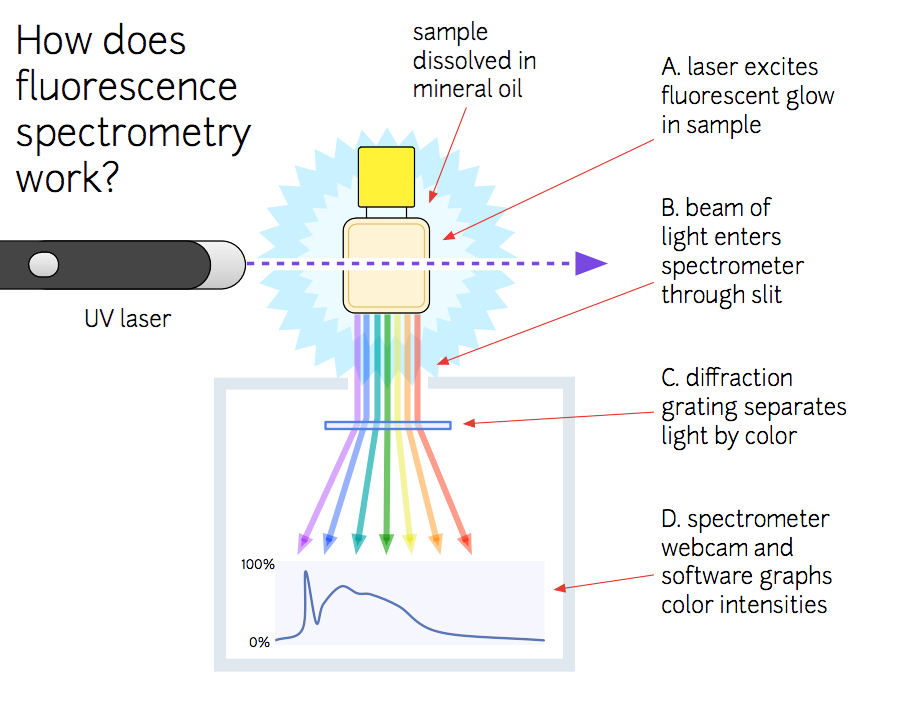 How does
fluorescence
spectrometry
work?
sample
dissolved in
mineral oil
A. laser excites
fluorescent glow
in sample
B. beam of
light enters
spectrometer
through slit
UV laser
C. diffraction
grating separates
light by color
D. spectrometer
webcam and
software graphs
color intensities
100%
0%